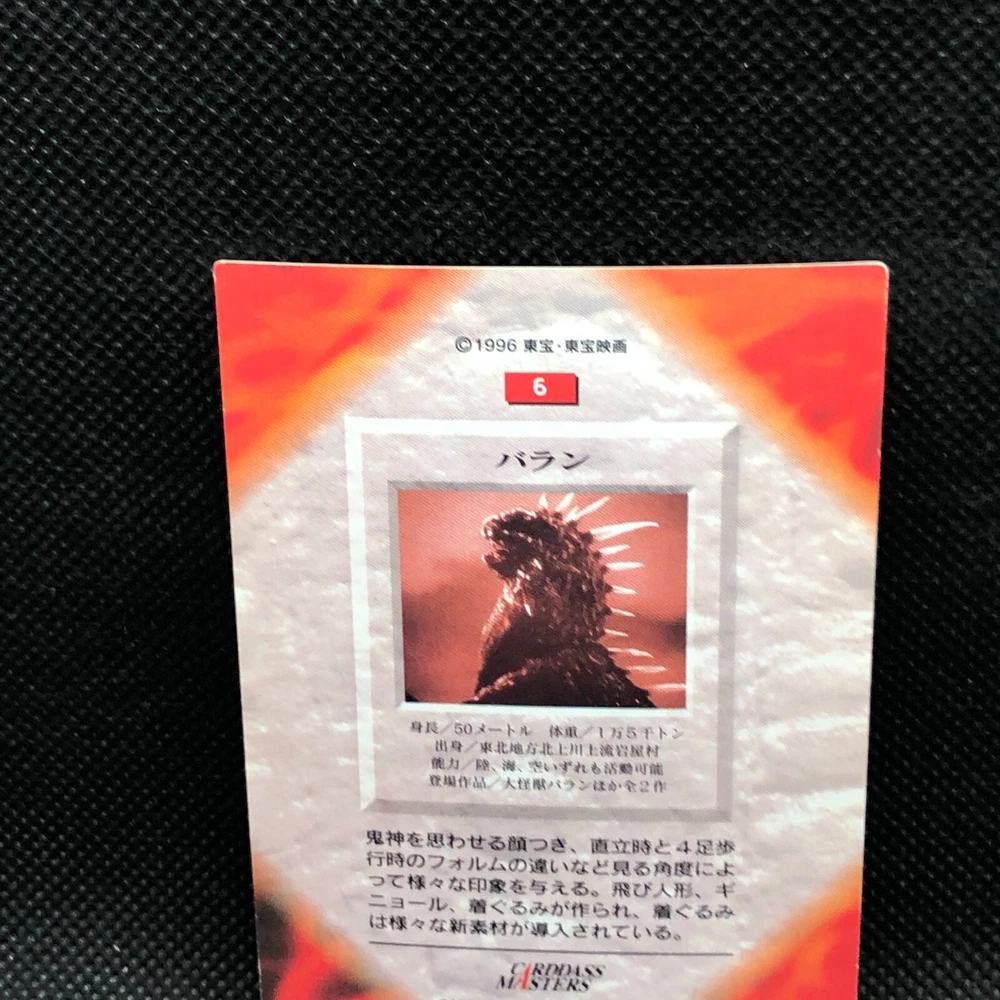 ©1996 東宝・東宝映画
6
バラン
身長／50メートル 体重／1万5千トン
出身／東北地方北上川上流岩屋村
能力／陸、海、空いずれも活動可能
登場作品／大怪獣バランほか全2作
鬼神を思わせる顔つき、直立時と4足歩
行時のフォルムの違いなど見る角度によ
って様々な印象を与える。飛び人形、ギ
ニョール、着ぐるみが作られ、着ぐるみ
は様々な新素材が導入されている。
CARDDASS
MASTERS